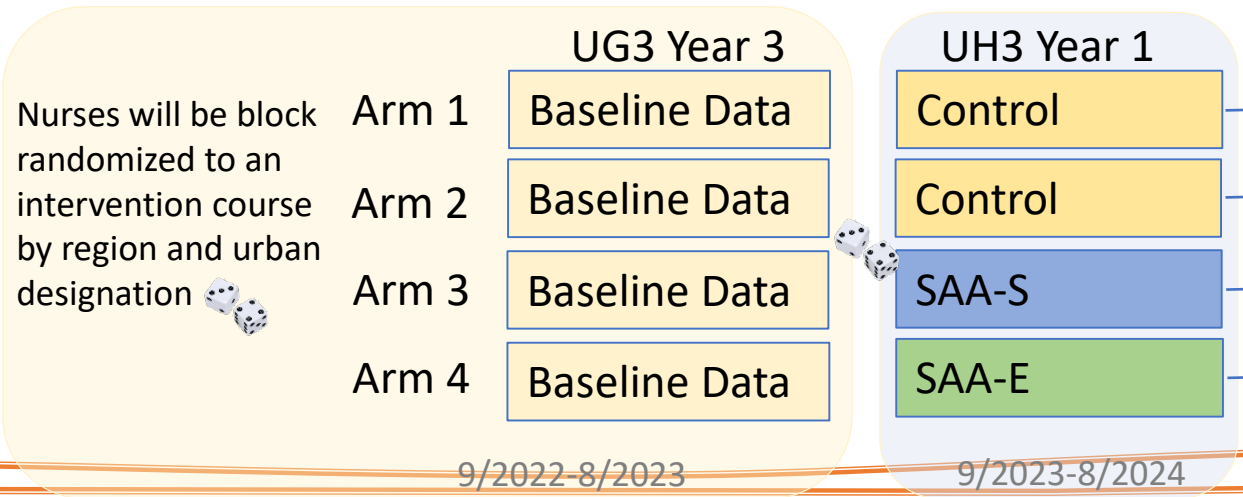 UG3 Year 3
UH3 Year 1
Nurses will be block
randomized to an
intervention course
by region and urban
designation
Arm 1
Baseline Data
Control
Arm 2
Baseline Data
Control
Arm 3
Baseline Data
SAA-S
Arm 4
Baseline Data
SAA-E
9/2022-8/2023
9/2023-8/2024